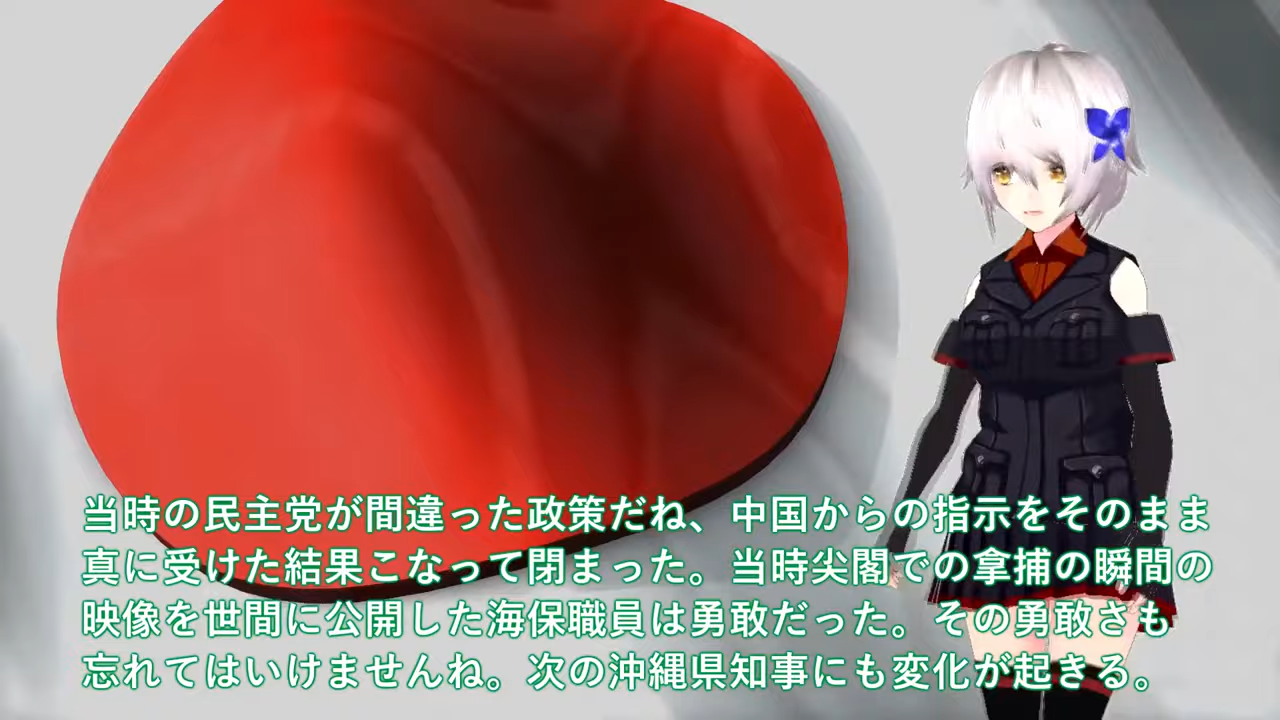 当時の民主党が間違った政策だね、中国からの指示をそのまま
真に受けた結果こなって閉まった。当時尖閣での拿捕の瞬間の
映像を世間に公開した海保職員は勇敢だった。その勇敢さも
忘れてはいけませんね。次の沖縄県知事にも変化が起きる。